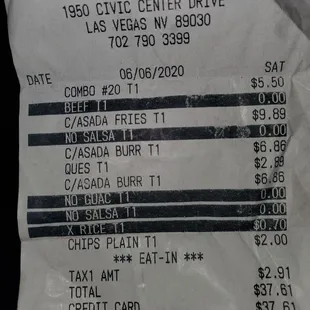 1950 CIVIC CENTER DRIVE
LAS VEGAS NV 89030
702 790 3399
DATE 06/06/2020 SAT
COMBO #20 T1 $5.50
BEEF T1 0.00
C/ASADA FRIES T1 $9.89
NO SALSA T1 0.00
C/ASADA BURR T1 $6.86
QUES T1 $2.89
C/ASADA BURR T1 $6.86
NO GUAC T1 0.00
NO SALSA T1 0.00
X RICE T1 $0.70
CHIPS PLAIN T1 $2.00
*** EAT-IN ***
TAX1 AMT $2.91
TOTAL $37.61
CREDIT CARD $37.61